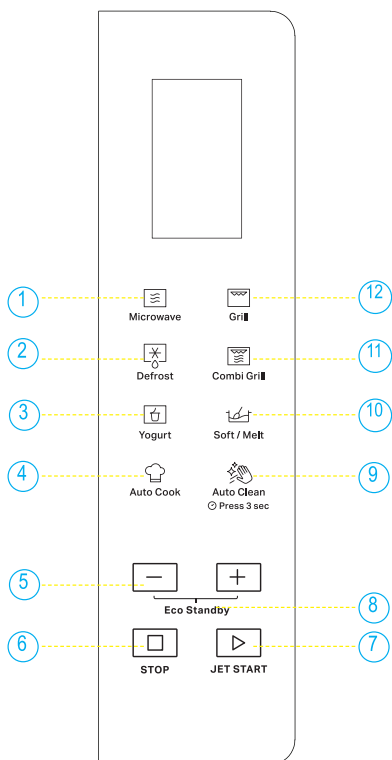 1
Microwave
Grill
12
2
Defrost
Combi Grill
11
3
Yogurt
Soft / Melt
10
4
Auto Cook
Auto Clean
Press 3 sec
9
5
Eco Standby
8
6
STOP
JET START
7